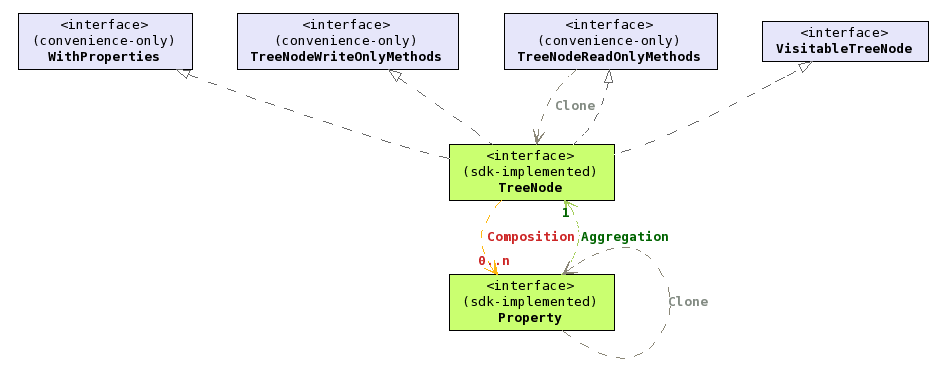 <interface>
(convenience-only)
WithProperties
<interface>
(convenience-only)
TreeNodeWriteOnlyMethods
<interface>
(convenience-only)
TreeNodeReadOnlyMethods
<interface>
VisitableTreeNode
Clone
<interface>
(sdk-implemented)
TreeNode
1
Composition
Aggregation
0..n
<interface>
(sdk-implemented)
Property
Clone